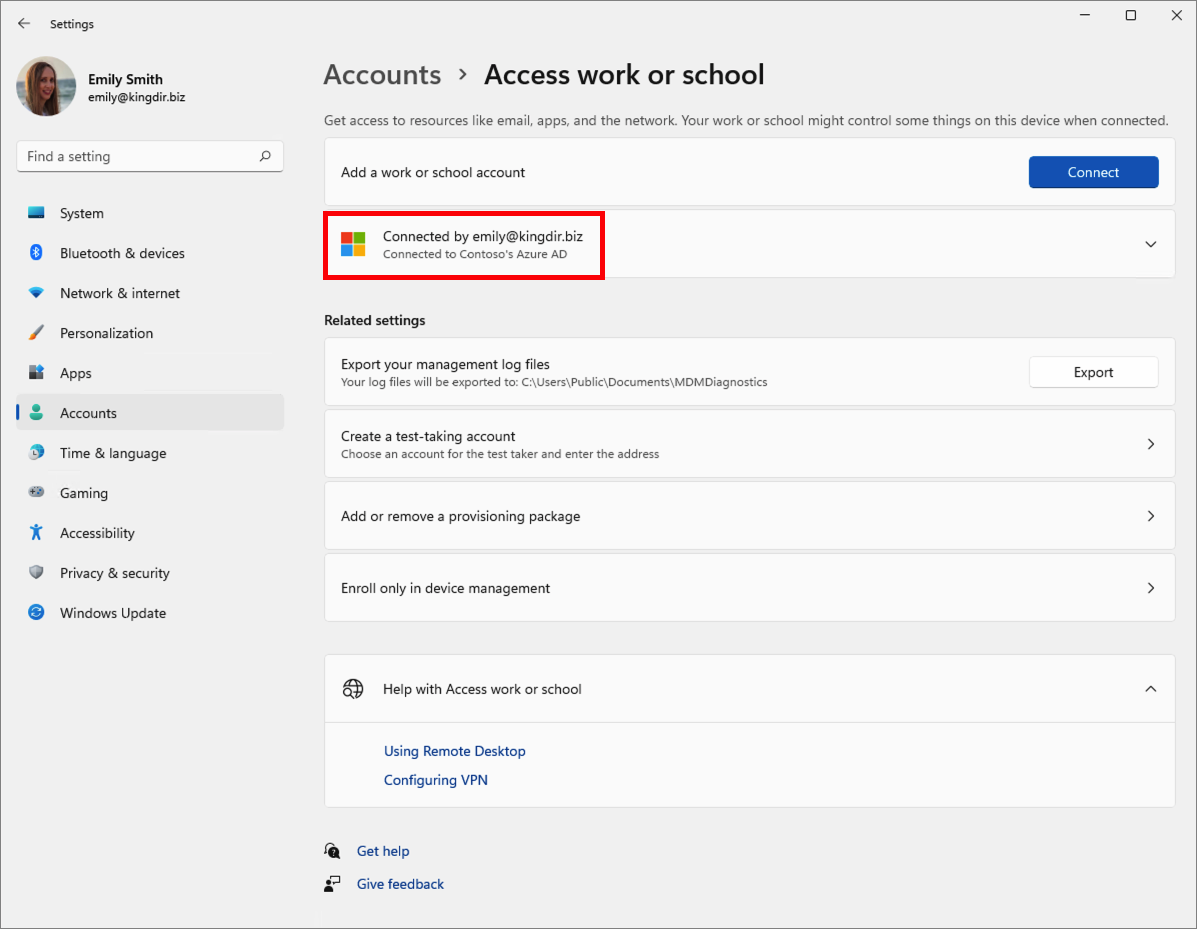 Settings
Emily Smith
emily@kingdir.biz
Find a setting
System
Bluetooth & devices
Network & internet
Personalization
Apps
Accounts
Time & language
Gaming
Accessibility
Privacy & security
Windows Update
Accounts > Access work or school
Get access to resources like email, apps, and the network. Your work or school might control some things on this device when connected.
Add a work or school account
Connect
Connected by emily@kingdir.biz
Connected to Contoso's Azure AD
Related settings
Export your management log files
Your log files will be exported to: C:\Users\Public\Documents\MDMDiagnostics
Export
Create a test-taking account
Choose an account for the test taker and enter the address
Add or remove a provisioning package
Enroll only in device management
Help with Access work or school
Using Remote Desktop
Configuring VPN
Get help
Give feedback